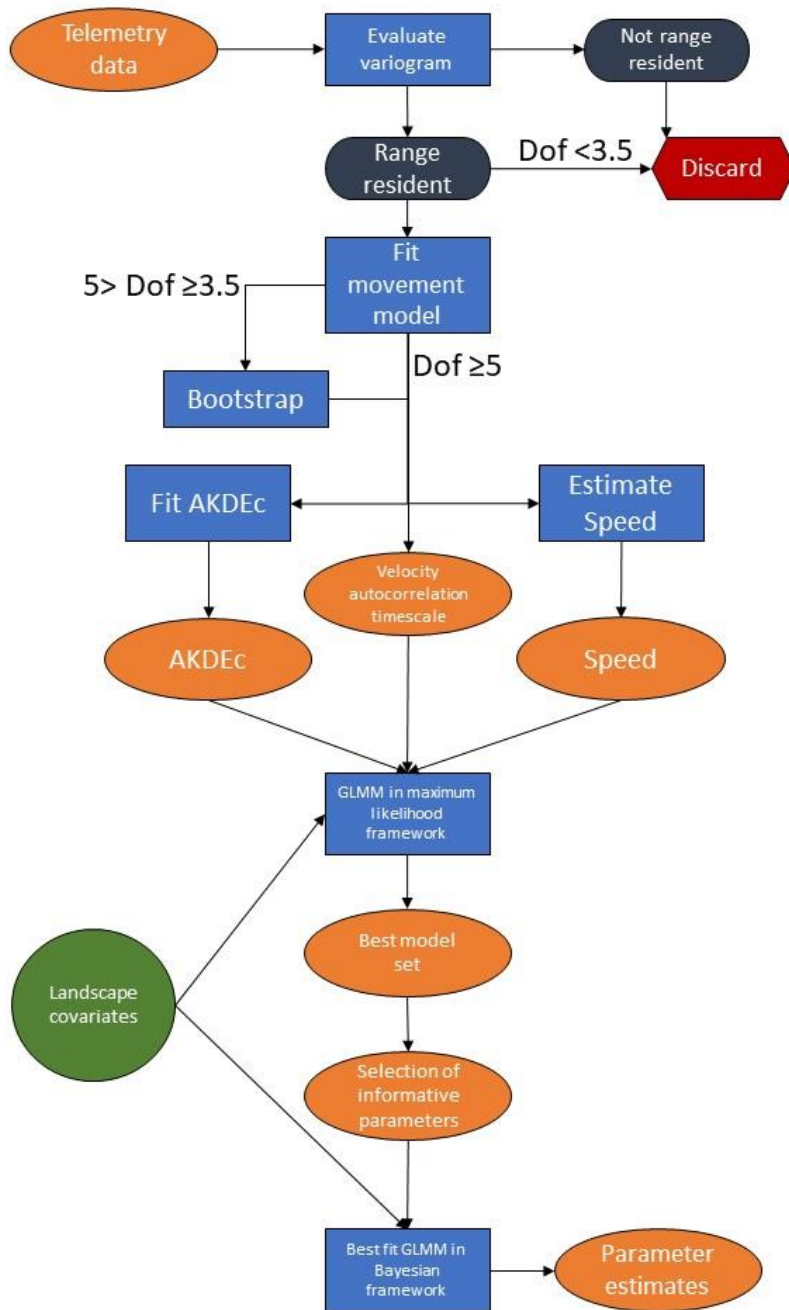 Telemetry
data
Evaluate
variogram
Not range
resident
Range
resident
Dof <3.5
Discard
Fit
movement
model
5> Dof ≥3.5
Dof ≥5
Bootstrap
Fit AKDEc
Estimate
Speed
Velocity
autocorrelation
timescale
AKDEc
Speed
GLMM in maximum
likelihood
framework
Best model
set
Landscape
covariates
Selection of
informative
parameters
Best fit GLMM in
Bayesian
framework
Parameter
estimates